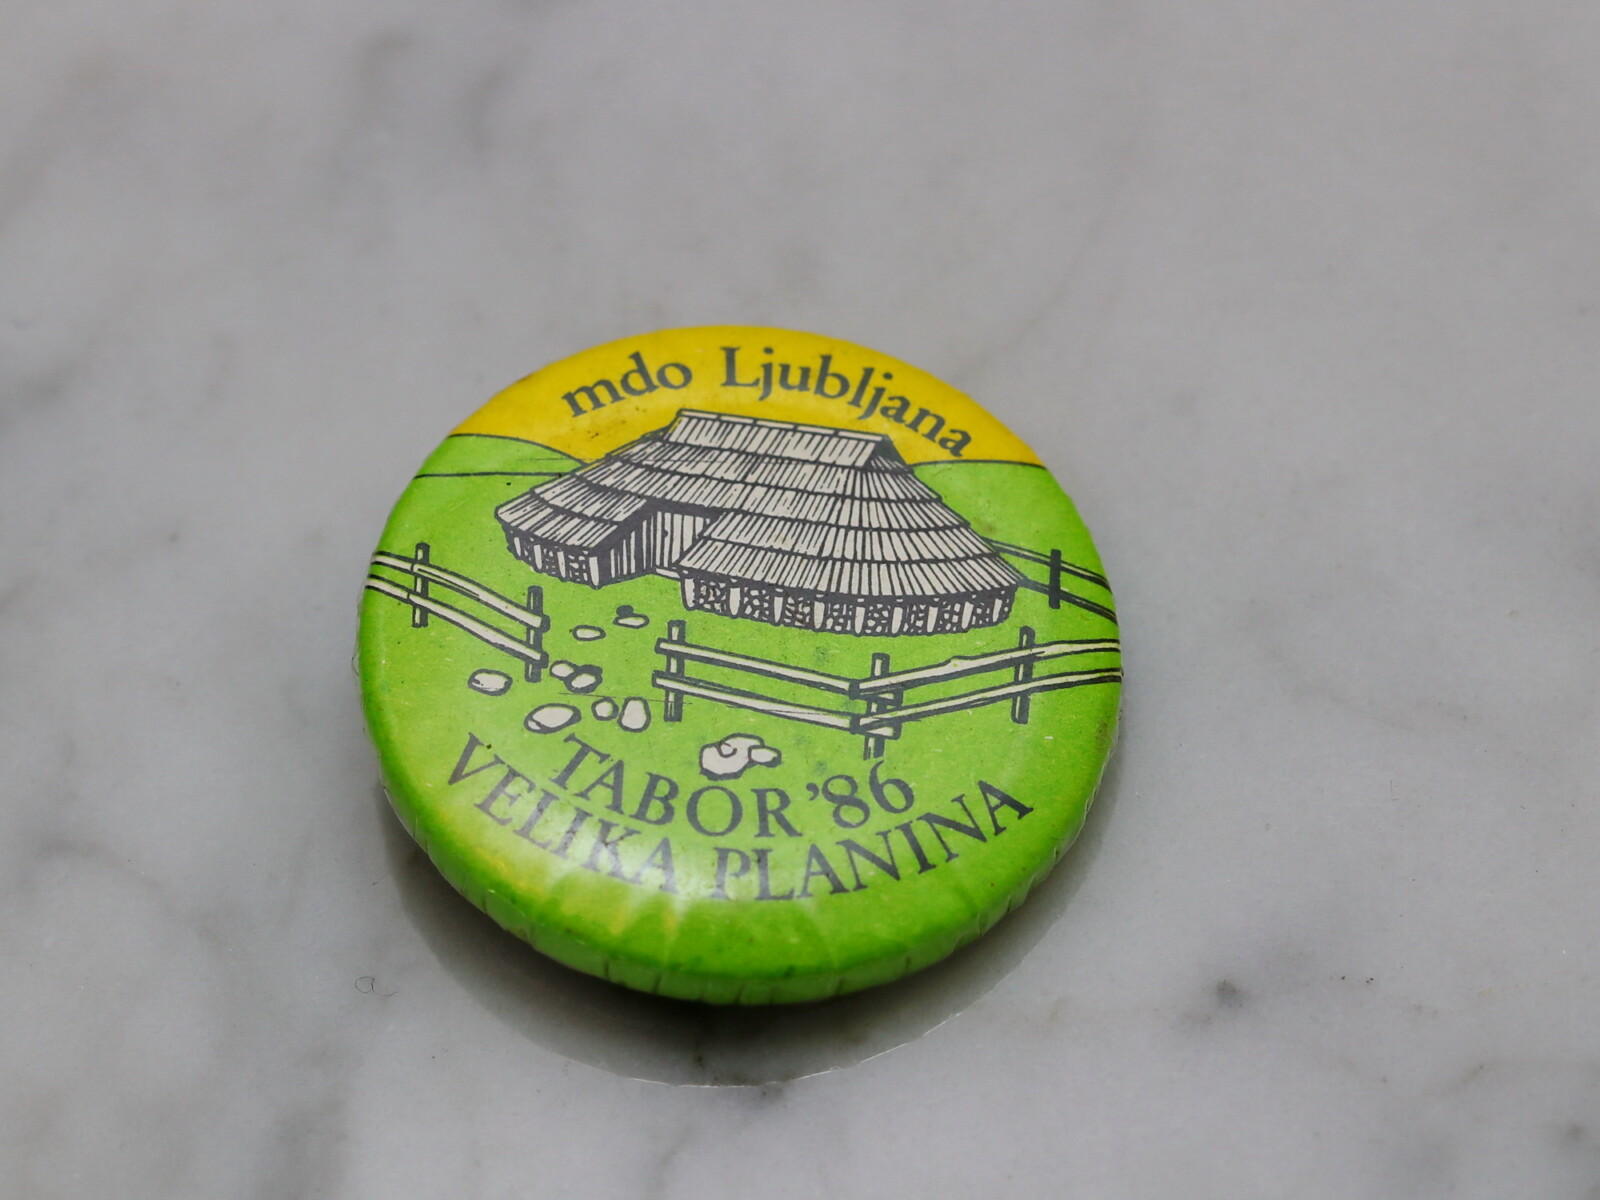 mdo Ljubljana
TABOR '86
VELIKA PLANINA